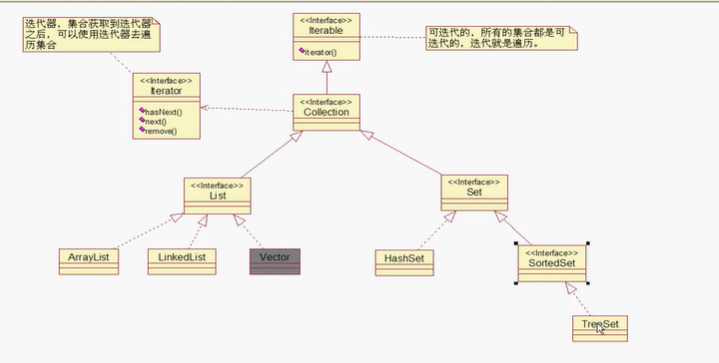 迭代器，集合获取到迭代器
之后，可以使用迭代器去遍
历集合
<<Interface>>
Iterable
iterator()
可迭代的，所有的集合都是可
迭代的，迭代就是遍历。
<<Interface>>
Iterator
hasNext()
next()
remove()
<<Interface>>
Collection
<<Interface>>
List
<<Interface>>
Set
ArrayList
LinkedList
Vector
HashSet
<<Interface>>
SortedSet
TreeSet